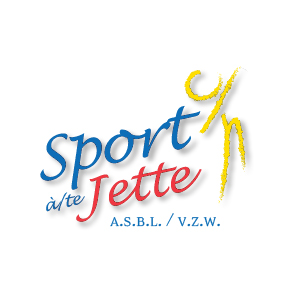 Sport
à/te Jette
A.S.B.L. / V.Z.W.